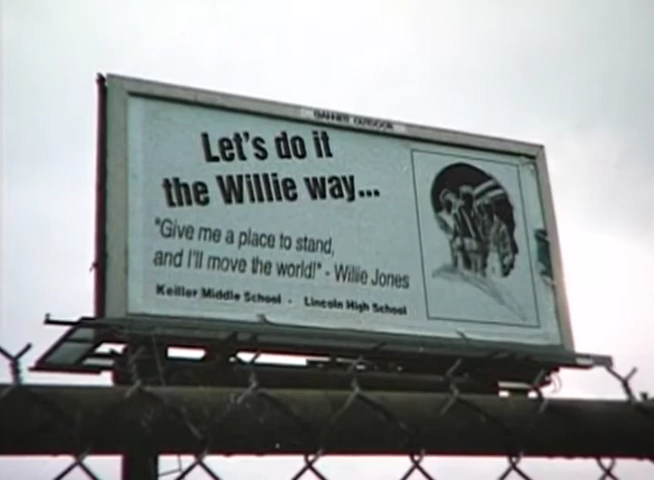 Let's do it
the Willie way...
"Give me a place to stand,
and I'll move the world!" - Willie Jones
Keiller Middle School - Lincoln High School